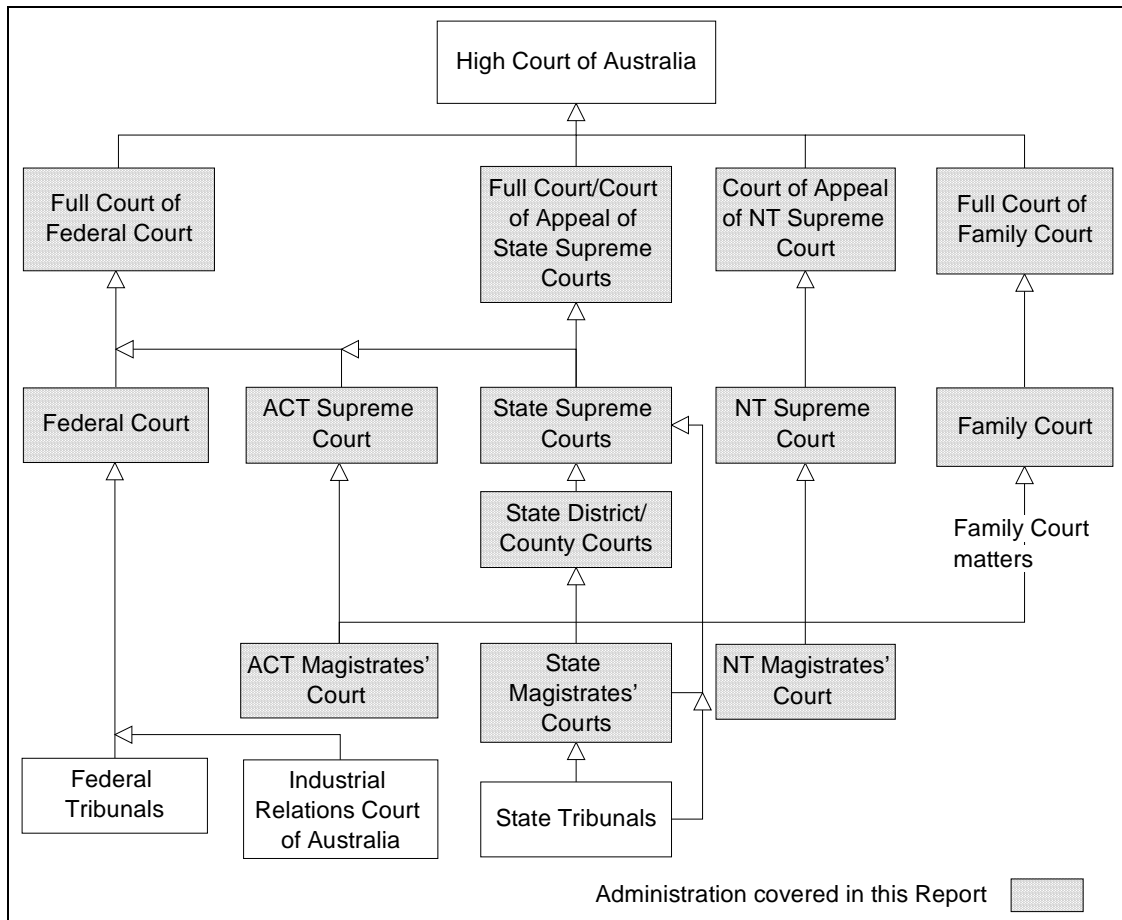 High Court of Australia
Full Court of
Federal Court
Full Court/Court
of Appeal of
State Supreme
Courts
Court of Appeal
of NT Supreme
Court
Full Court of
Family Court
Federal Court
ACT Supreme
Court
State Supreme
Courts
NT Supreme
Court
Family Court
State District/
County Courts
Family Court
matters
ACT Magistrates’
Court
State
Magistrates’
Courts
NT Magistrates’
Court
Federal
Tribunals
Industrial
Relations Court
of Australia
State Tribunals
Administration covered in this Report